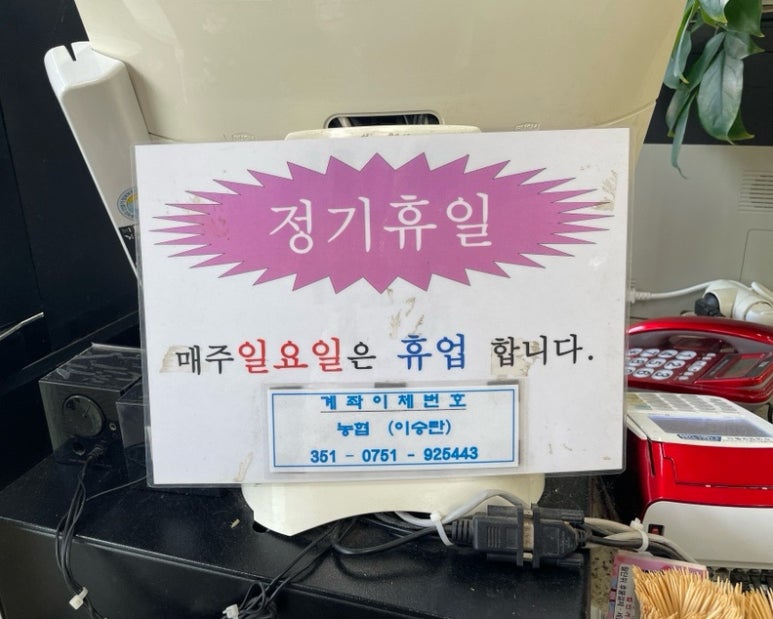 정기휴일
매주일요일은 휴업 합니다.
계좌이체번호
농협 (이승란)
351 - 0751 - 925443